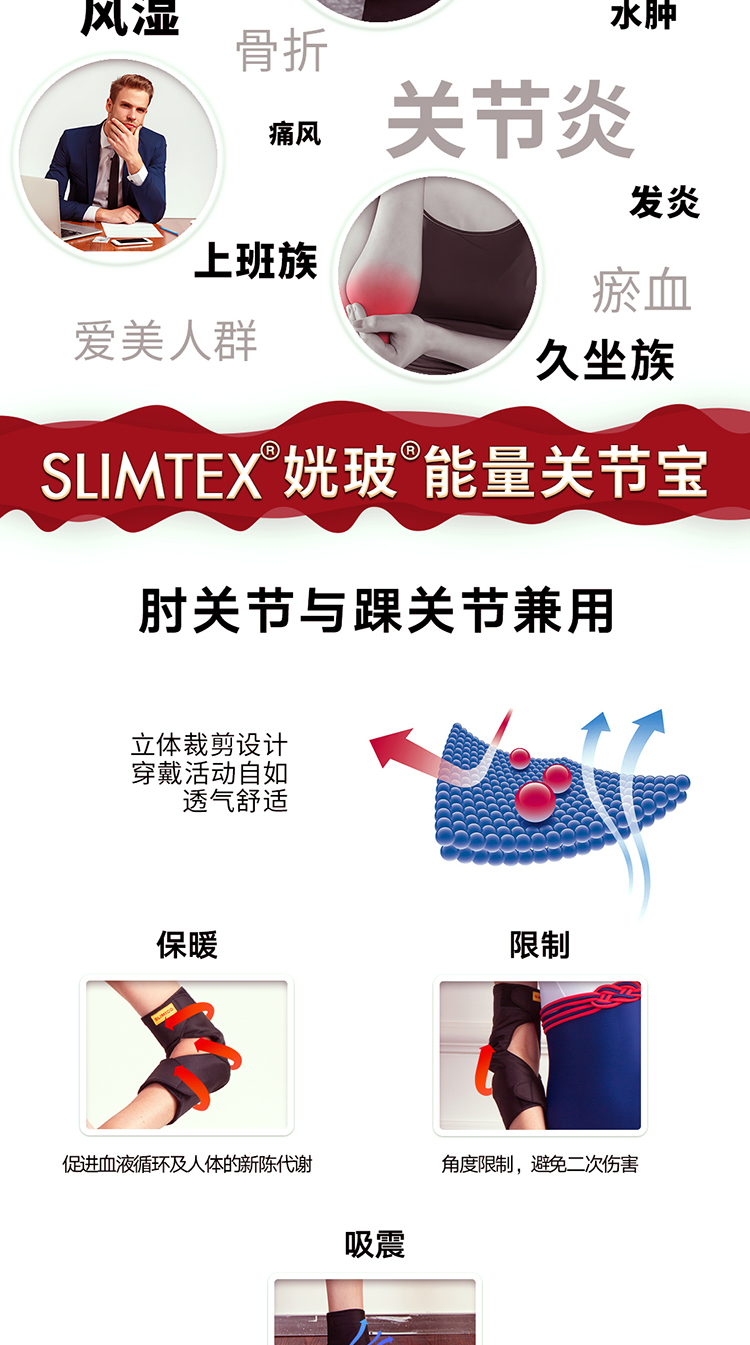 风湿
水肿
骨折
关节炎
痛风
发炎
上班族
瘀血
爱美人群
久坐族
SLIMTEX®姯玻®能量关节宝
肘关节与踝关节兼用
立体裁剪设计
穿戴活动自如
透气舒适
保暖
限制
促进血液循环及人体的新陈代谢
角度限制，避免二次伤害
吸震